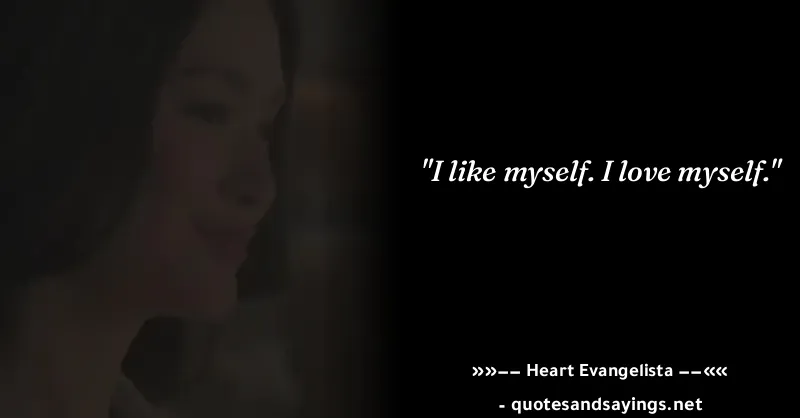 "I like myself. I love myself."
»»−− Heart Evangelista −−««
- quotesandsayings.net